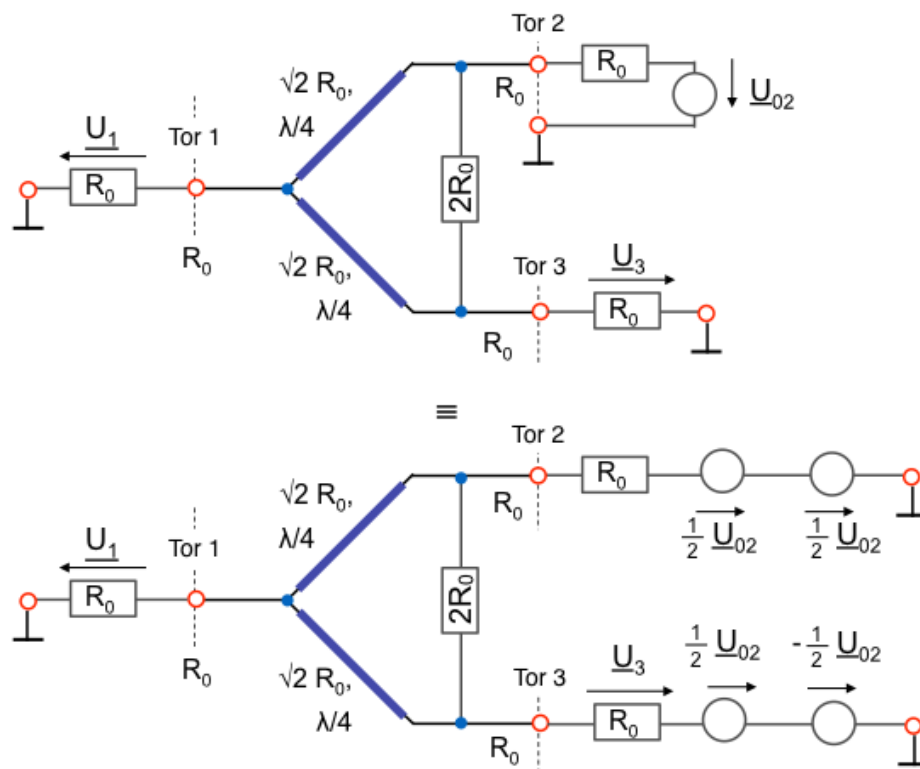 Tor 2
√2 R₀,
λ/4
R₀
R₀
U₀₂
U₁
Tor 1
R₀
R₀
2R₀
√2 R₀,
λ/4
Tor 3
U₃
R₀
R₀
≡
Tor 2
√2 R₀,
λ/4
R₀
R₀
½ U₀₂
½ U₀₂
U₁
Tor 1
R₀
R₀
2R₀
√2 R₀,
λ/4
Tor 3
U₃
½ U₀₂
-½ U₀₂
R₀
R₀